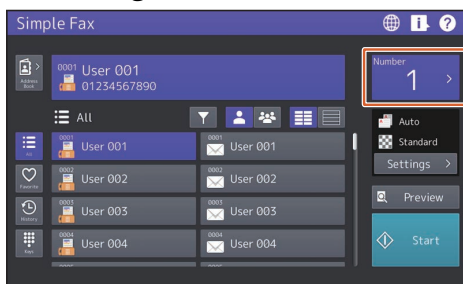 Simple Fax
i
?
Address
Book
0001 User 001
01234567890
Number
1
All
Auto
Standard
Settings
Preview
Start
All
Favorite
History
Keys
0001
User 001
0001
User 001
0002
User 002
0002
User 002
0003
User 003
0003
User 003
0004
User 004
0004
User 004